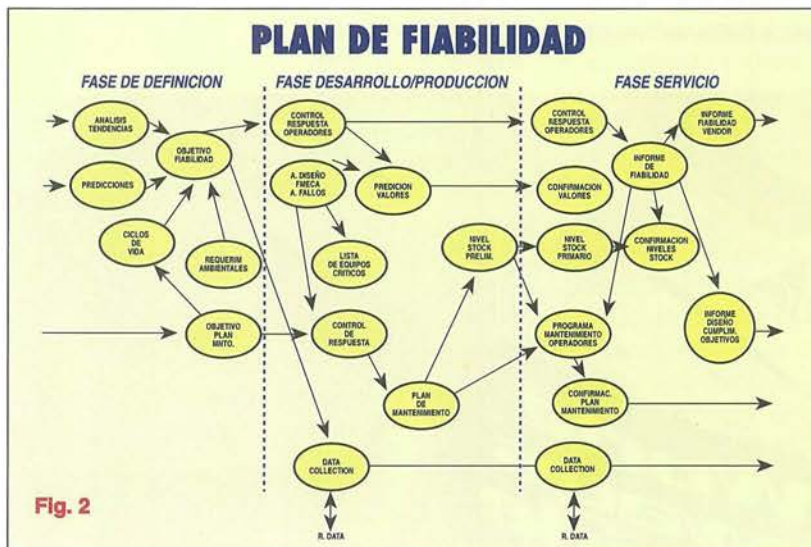 PLAN DE FIABILIDAD
FASE DE DEFINICION
FASE DESARROLLO/PRODUCCION
FASE SERVICIO
ANALISIS
TENDENCIAS
OBJETIVO
FIABILIDAD
PREDICCIONES
CICLOS
DE
VIDA
REQUERIM
AMBIENTALES
OBJETIVO
PLAN
MNTO.
CONTROL
RESPUESTA
OPERADORES
A. DISEÑO
FMECA
A. FALLOS
PREDICION
VALORES
LISTA
DE EQUIPOS
CRITICOS
NIVEL
STOCK
PRELIM.
CONTROL
DE
RESPUESTA
PLAN
DE
MANTENIMIENTO
DATA
COLLECTION
R. DATA
CONTROL
RESPUESTA
OPERADORES
INFORME
FIABILIDAD
VENDOR
INFORME
DE
FIABILIDAD
CONFIRMACION
VALORES
NIVEL
STOCK
PRIMARIO
CONFIRMACION
NIVELES
STOCK
PROGRAMA
MANTENIMIENTO
OPERADORES
INFORME
DISEÑO
CUMPLIM.
OBJETIVOS
CONFIRMAC.
PLAN
MANTENIMIENTO
DATA
COLLECTION
R. DATA
Fig. 2